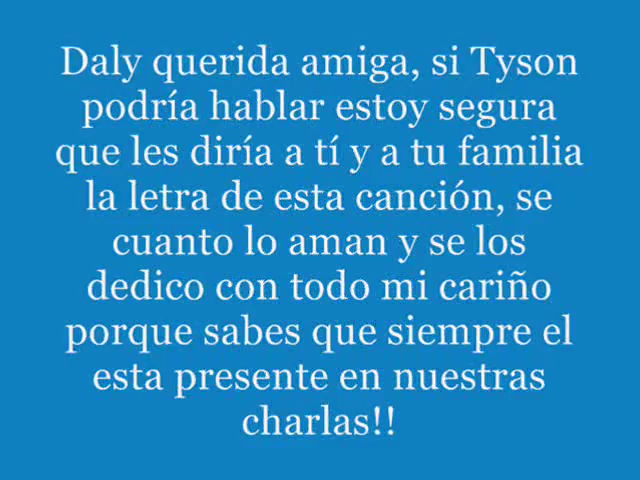 Daly querida amiga, si Tyson
podría hablar estoy segura
que les diría a tí y a tu familia
la letra de esta canción, se
cuanto lo aman y se los
dedico con todo mi cariño
porque sabes que siempre el
esta presente en nuestras
charlas!!